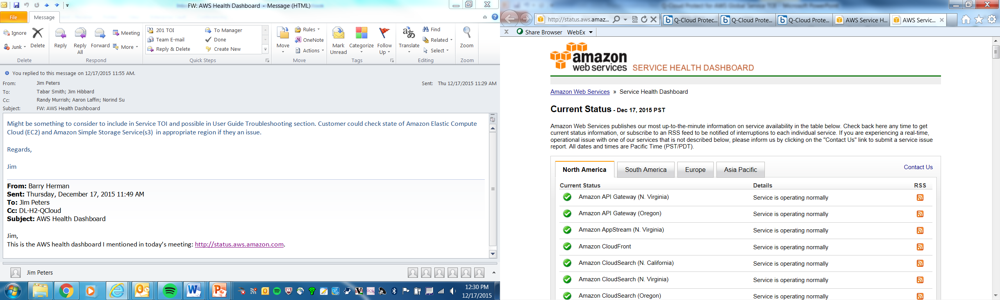 FW: AWS Health Dashboard - Message (HTML)
File
Message
Ignore
Junk
Delete
Delete
Reply
Reply All
Forward
Meeting
More
Respond
201 TOI
Team E-mail
Reply & Delete
To Manager
Done
Create New
Quick Steps
Move
Rules
OneNote
Actions
Move
Mark Unread
Categorize
Follow Up
Tags
Translate
Find
Related
Select
Editing
Zoom
Zoom
You replied to this message on 12/17/2015 11:55 AM.
From: Jim Peters
Sent: Thu 12/17/2015 11:29 AM
To: Tabar Smith; Jim Hibbard
Cc: Randy Murrish; Aaron Laffin; Norind Su
Subject: FW: AWS Health Dashboard
Might be something to consider to include in Service TOI and possible in User Guide Troubleshooting section. Customer could check state of Amazon Elastic Compute
Cloud (EC2) and Amazon Simple Storage Service(s3) in appropriate region if they an issue.
Regards,
Jim
From: Barry Herman
Sent: Thursday, December 17, 2015 11:49 AM
To: Jim Peters
Cc: DL-H2-QCloud
Subject: AWS Health Dashboard
Jim,
This is the AWS health dashboard I mentioned in today's meeting: http://status.aws.amazon.com.
Jim Peters
12:30 PM
12/17/2015
http://status.aws.amaz...
Q-Cloud Protec...
Q-Cloud Prote...
Q-Cloud Prote...
AWS Service H...
AWS Servic...
Share Browser WebEx
amazon
web services
SERVICE HEALTH DASHBOARD
Amazon Web Services » Service Health Dashboard
Current Status - Dec 17, 2015 PST
Amazon Web Services publishes our most up-to-the-minute information on service availability in the table below. Check back here any time to get
current status information, or subscribe to an RSS feed to be notified of interruptions to each individual service. If you are experiencing a real-time,
operational issue with one of our services that is not described below, please inform us by clicking on the "Contact Us" link to submit a service issue
report. All dates and times are Pacific Time (PST/PDT).
North America
South America
Europe
Asia Pacific
Contact Us
Current Status Details RSS
Amazon API Gateway (N. Virginia) Service is operating normally
Amazon API Gateway (Oregon) Service is operating normally
Amazon AppStream (N. Virginia) Service is operating normally
Amazon CloudFront Service is operating normally
Amazon CloudSearch (N. California) Service is operating normally
Amazon CloudSearch (N. Virginia) Service is operating normally
Amazon CloudSearch (Oregon) Service is operating normally